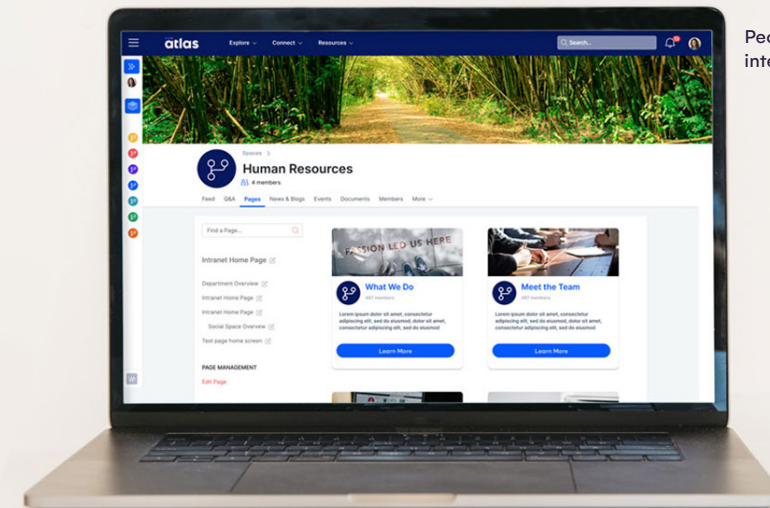 atlas
Explore
Connect
Resources
Search...
Spaces >
Human Resources
4 members
Feed Q&A Pages News & Blogs Events Documents Members More
Find a Page...
Intranet Home Page
Department Overview
Intranet Home Page
Intranet Home Page
Social Space Overview
Test page home screen
PAGE MANAGEMENT
Edit Page
PASSION LED US HERE
What We Do
467 members
Lorem ipsum dolor sit amet, consectetur
adipiscing elit, sed do eiusmod, dolor sit amet,
consectetur adipiscing elit, sed do eiusmod
Learn More
Meet the Team
467 members
Lorem ipsum dolor sit amet, consectetur
adipiscing elit, sed do eiusmod, dolor sit amet,
consectetur adipiscing elit, sed do eiusmod
Learn More